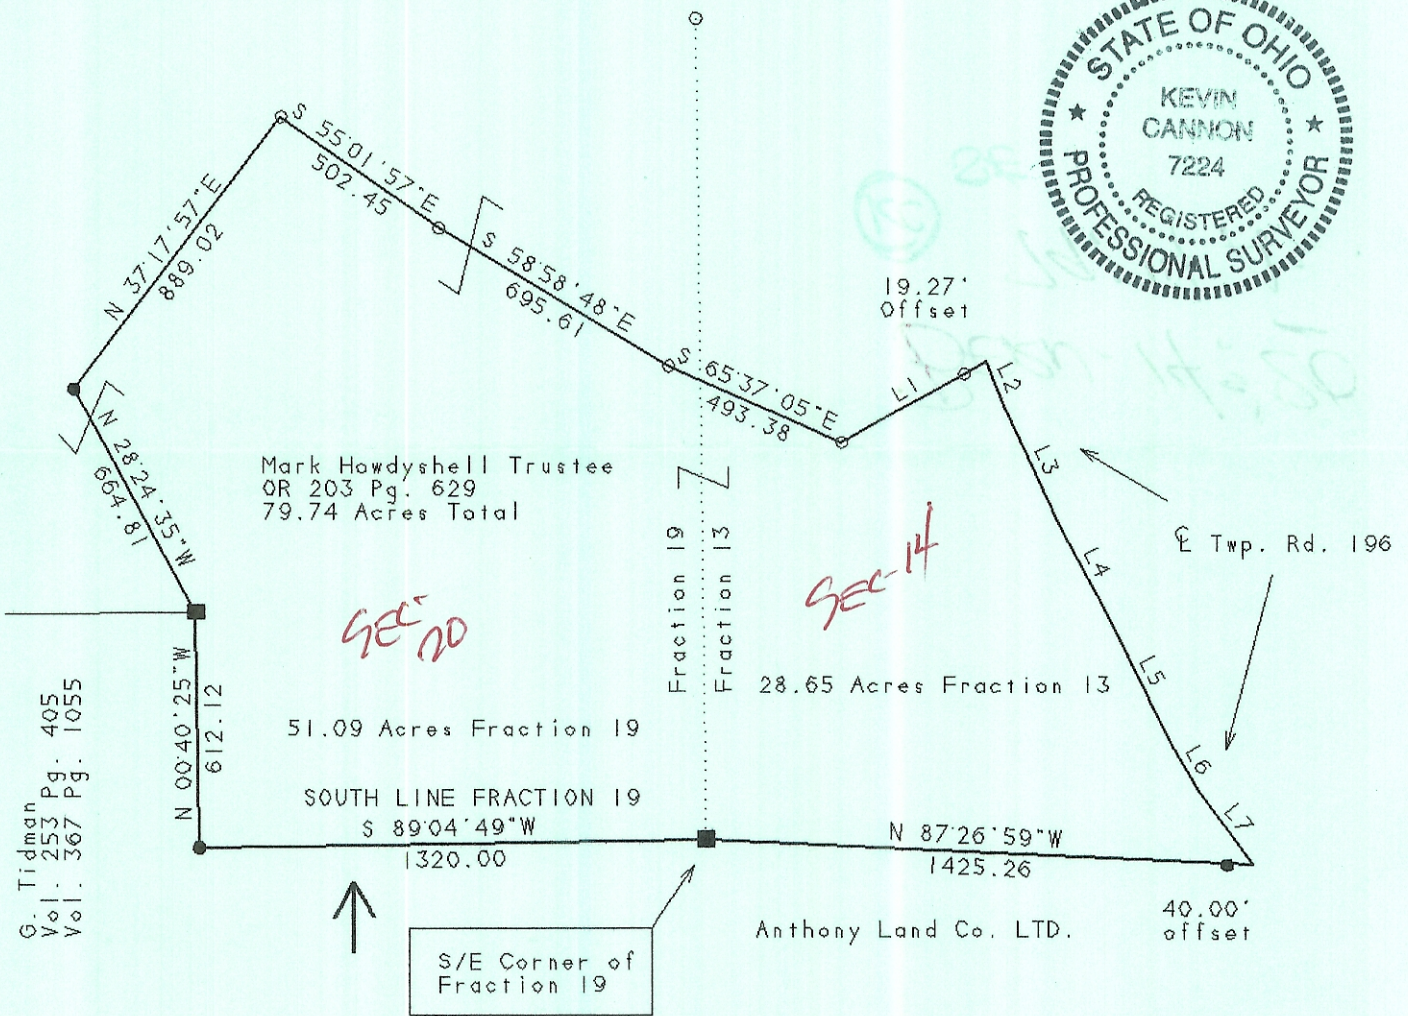 STATE OF OHIO
KEVIN
CANNON
7224
REGISTERED
PROFESSIONAL SURVEYOR
S 55°01'57"E
502.45
N 37°17'57"E
889.02
S 58°58'48"E
695.61
19.27'
Offset
S 65°37'05"E
493.38
L1
L2
L3
N 28°24'35"W
664.81
Mark Howdyshell Trustee
OR 203 Pg. 629
79.74 Acres Total
Fraction 19
Fraction 13
SEC-14
℄ Twp. Rd. 196
L4
SEC-20
L5
28.65 Acres Fraction 13
N 00°40'25"W
612.12
51.09 Acres Fraction 19
L6
SOUTH LINE FRACTION 19
S 89°04'49"W
1320.00
N 87°26'59"W
1425.26
L7
G. Tidman
Vol. 253 Pg. 405
Vol. 367 Pg. 1055
Anthony Land Co. LTD.
40.00'
offset
S/E Corner of
Fraction 19